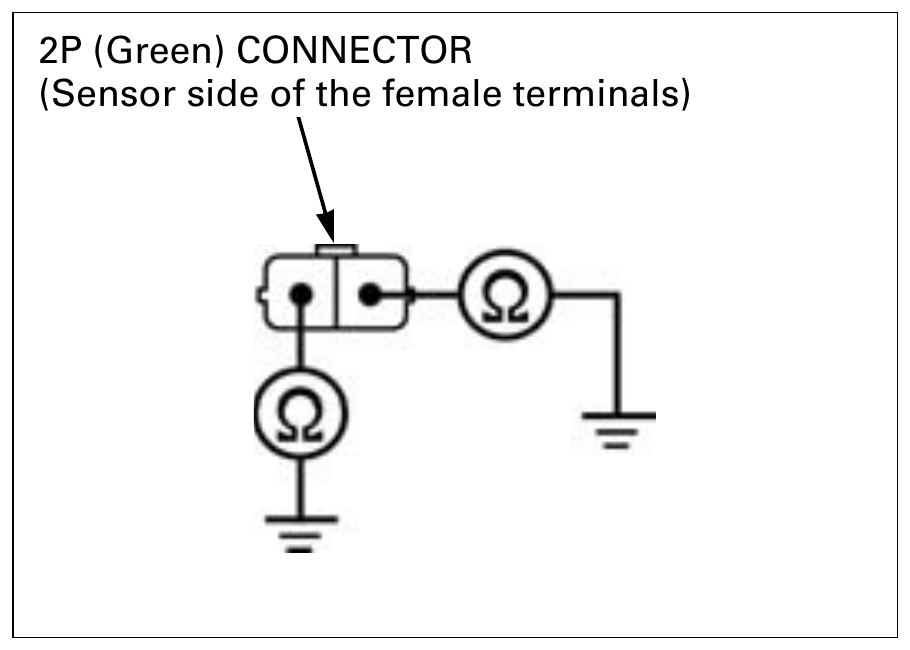 2P (Green) CONNECTOR
(Sensor side of the female terminals)
Ω
Ω